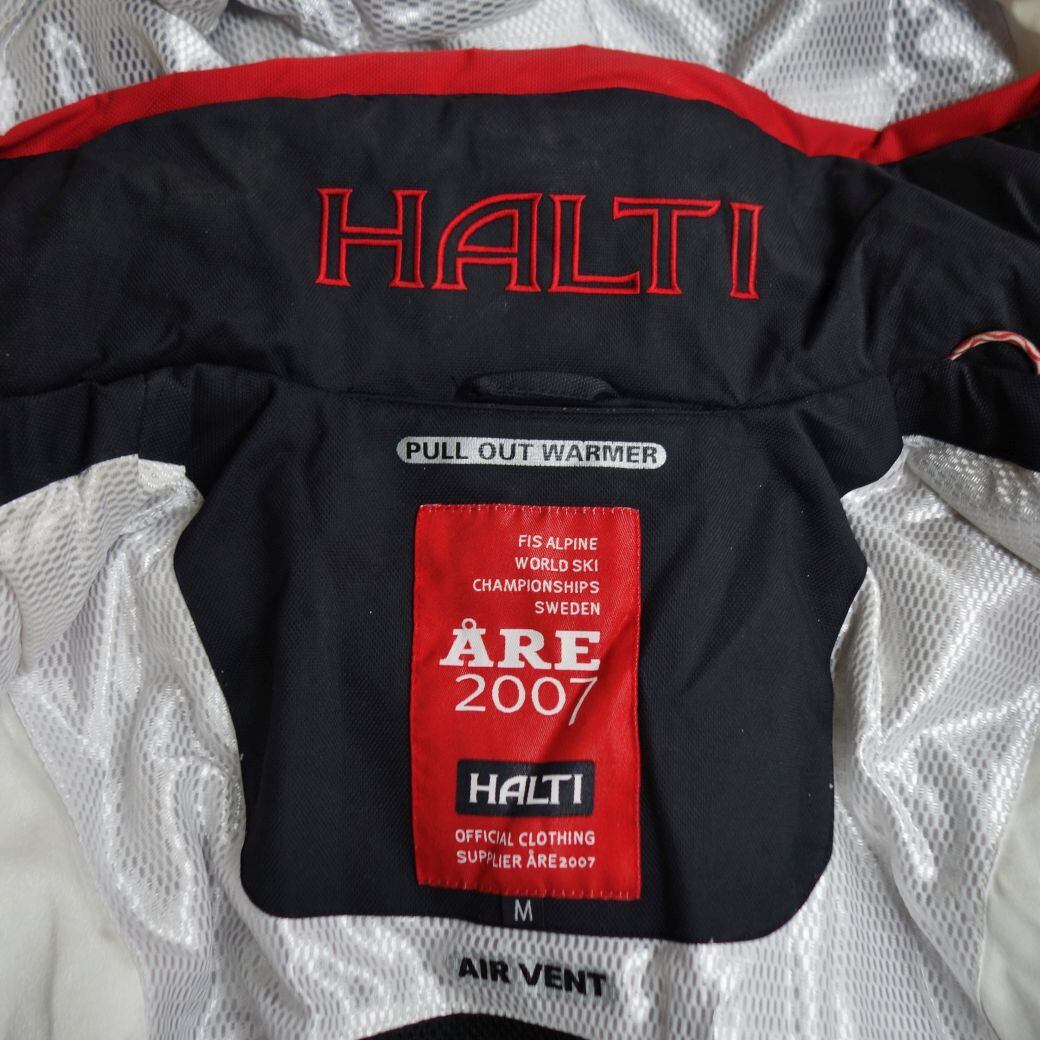 HALTI
PULL OUT WARMER
FIS ALPINE
WORLD SKI
CHAMPIONSHIPS
SWEDEN
ÅRE
2007
HALTI
OFFICIAL CLOTHING
SUPPLIER ÅRE2007
M
AIR VENT